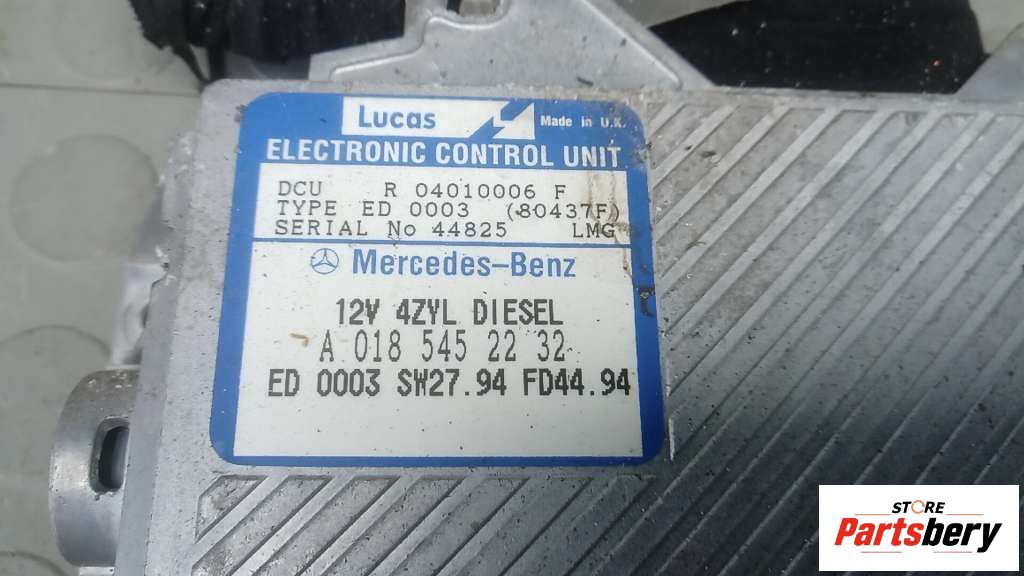 Lucas Made in U.K.
ELECTRONIC CONTROL UNIT
DCU R 04010006 F
TYPE ED 0003 (80437F)
SERIAL No 44825 LMG
Mercedes-Benz
12V 4ZYL DIESEL
A 018 545 22 32
ED 0003 SW27.94 FD44.94
STORE
Partsbery